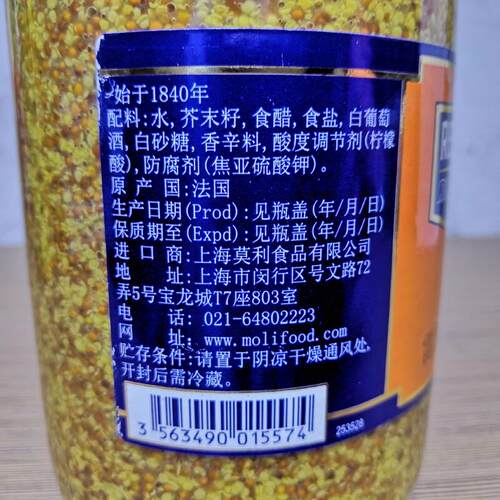 始于1840年
配料:水,芥末籽,食醋,食盐,白葡萄
酒,白砂糖,香辛料,酸度调节剂(柠檬
酸),防腐剂(焦亚硫酸钾)。
原 产 国:法国
生产日期(Prod):见瓶盖(年/月/日)
保质期至(Expd):见瓶盖(年/月/日)
进 口 商:上海莫利食品有限公司
地 址:上海市闵行区号文路72
弄5号宝龙城T7座803室
电 话: 021-64802223
网 址: www.molifood.com
贮存条件:请置于阴凉干燥通风处,
开封后需冷藏。
3 563490 015574
253528